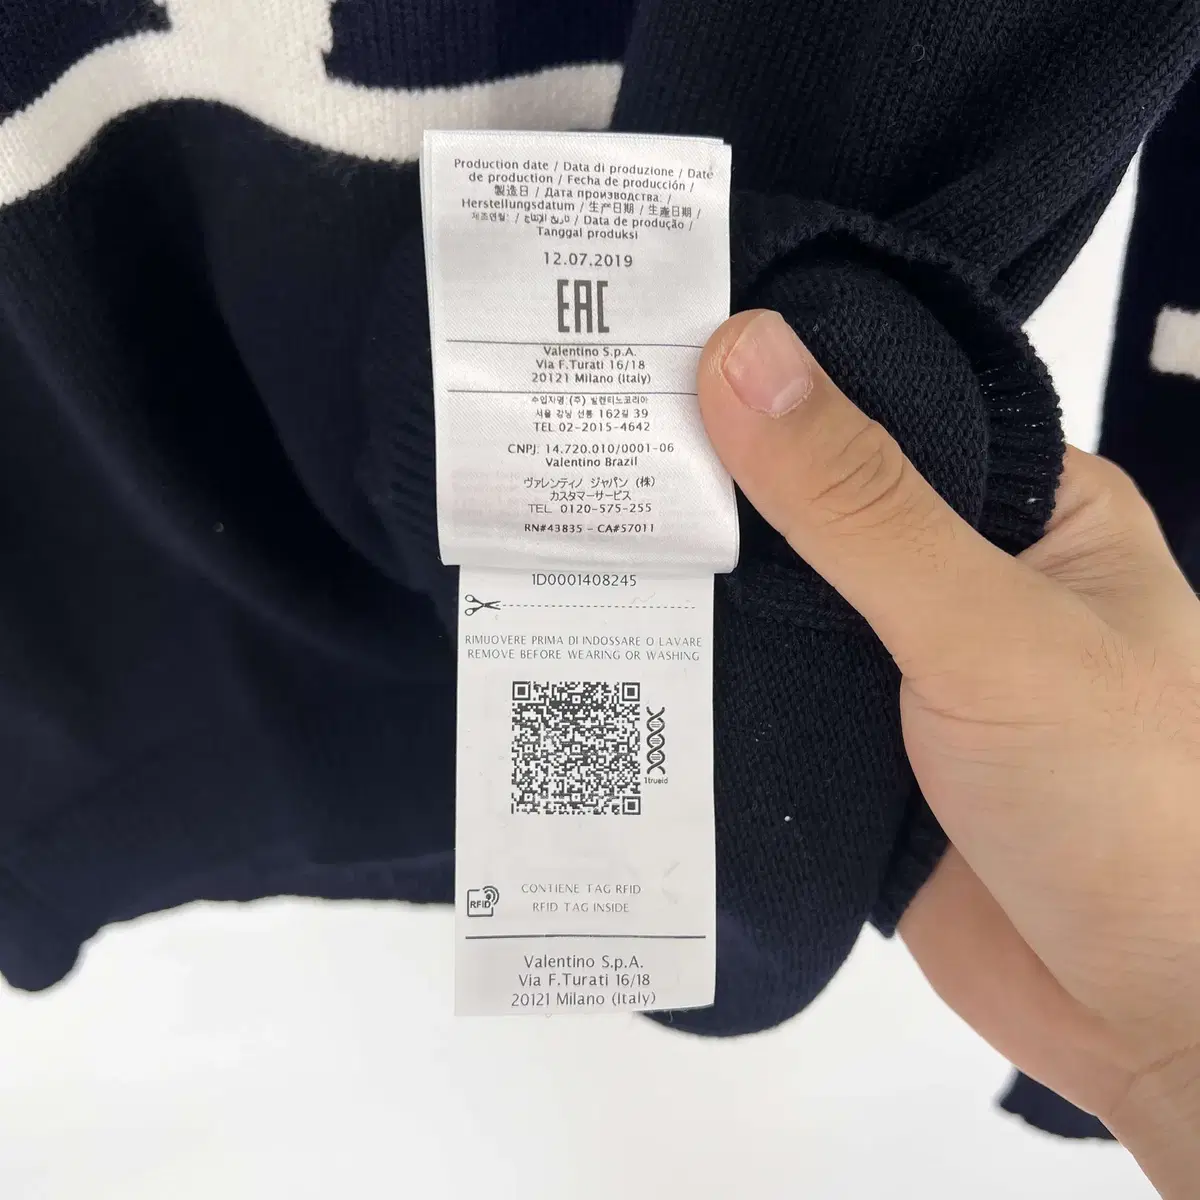 Production date / Data di produzione / Date
de production / Fecha de producción /
製造日 / Дата производства: /
Herstellungsdatum / 生产日期 / 生產日期 /
제조연월: / تاريخ الإنتاج / Data de produção /
Tanggal produksi
12.07.2019
EAC
Valentino S.p.A.
Via F.Turati 16/18
20121 Milano (Italy)
수입자명:(주) 발렌티노코리아
서울 강남 선릉 162길 39
TEL 02-2015-4642
CNPJ: 14.720.010/0001-06
Valentino Brazil
ヴァレンティノ ジャパン (株)
カスタマーサービス
TEL 0120-575-255
RN#43835 - CA#57011
1D0001408245
RIMUOVERE PRIMA DI INDOSSARE O LAVARE
REMOVE BEFORE WEARING OR WASHING
1trueid
CONTIENE TAG RFID
RFID
RFID TAG INSIDE
Valentino S.p.A.
Via F.Turati 16/18
20121 Milano (Italy)